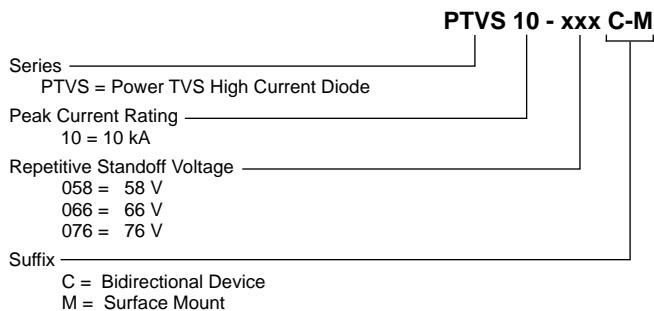 PTVS 10 - xxx C-M
Series
PTVS = Power TVS High Current Diode
Peak Current Rating
10 = 10 kA
Repetitive Standoff Voltage
058 = 58 V
066 = 66 V
076 = 76 V
Suffix
C = Bidirectional Device
M = Surface Mount